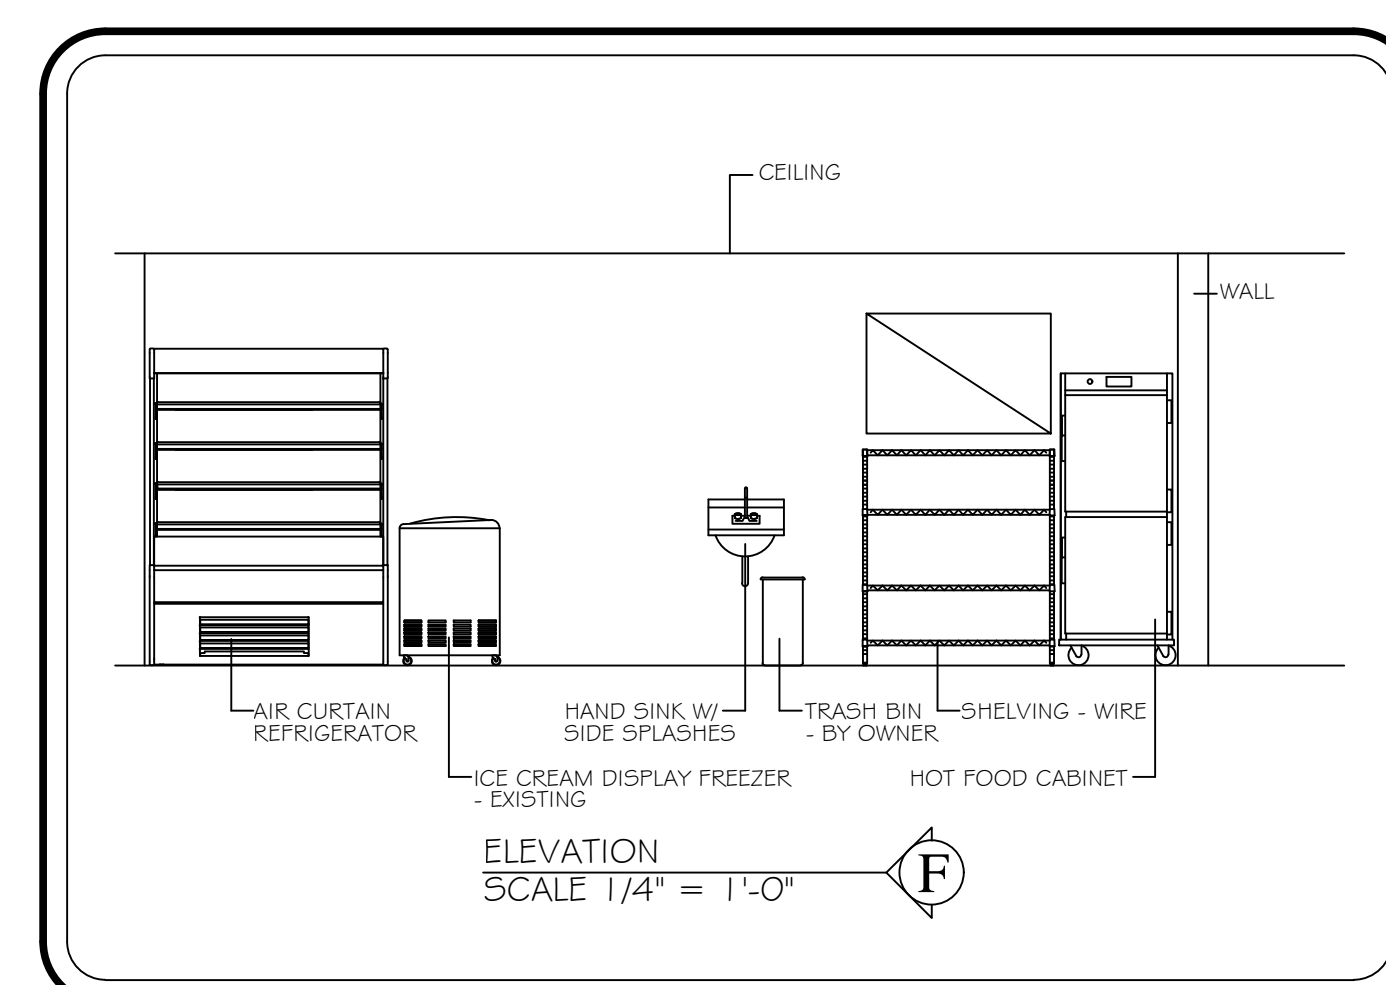 CEILING
WALL
AIR CURTAIN
REFRIGERATOR
HAND SINK W/
SIDE SPLASHES
TRASH BIN
- BY OWNER
SHELVING - WIRE
ICE CREAM DISPLAY FREEZER
- EXISTING
HOT FOOD CABINET
ELEVATION
SCALE 1/4" = 1'-0"
F